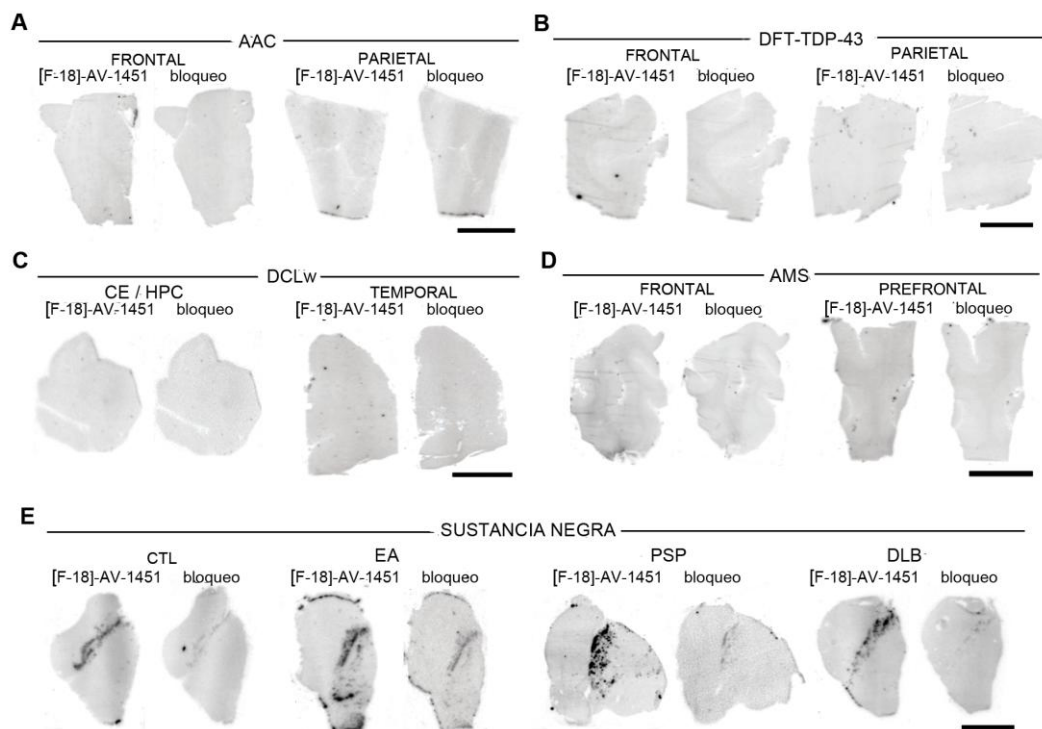 A
AAC
FRONTAL PARIETAL
[F-18]-AV-1451 bloqueo [F-18]-AV-1451 bloqueo
B
DFT-TDP-43
FRONTAL PARIETAL
[F-18]-AV-1451 bloqueo [F-18]-AV-1451 bloqueo
C
DCLw
CE / HPC TEMPORAL
[F-18]-AV-1451 bloqueo [F-18]-AV-1451 bloqueo
D
AMS
FRONTAL PREFRONTAL
[F-18]-AV-1451 bloqueo [F-18]-AV-1451 bloqueo
E
SUSTANCIA NEGRA
CTL EA PSP DLB
[F-18]-AV-1451 bloqueo [F-18]-AV-1451 bloqueo [F-18]-AV-1451 bloqueo [F-18]-AV-1451 bloqueo